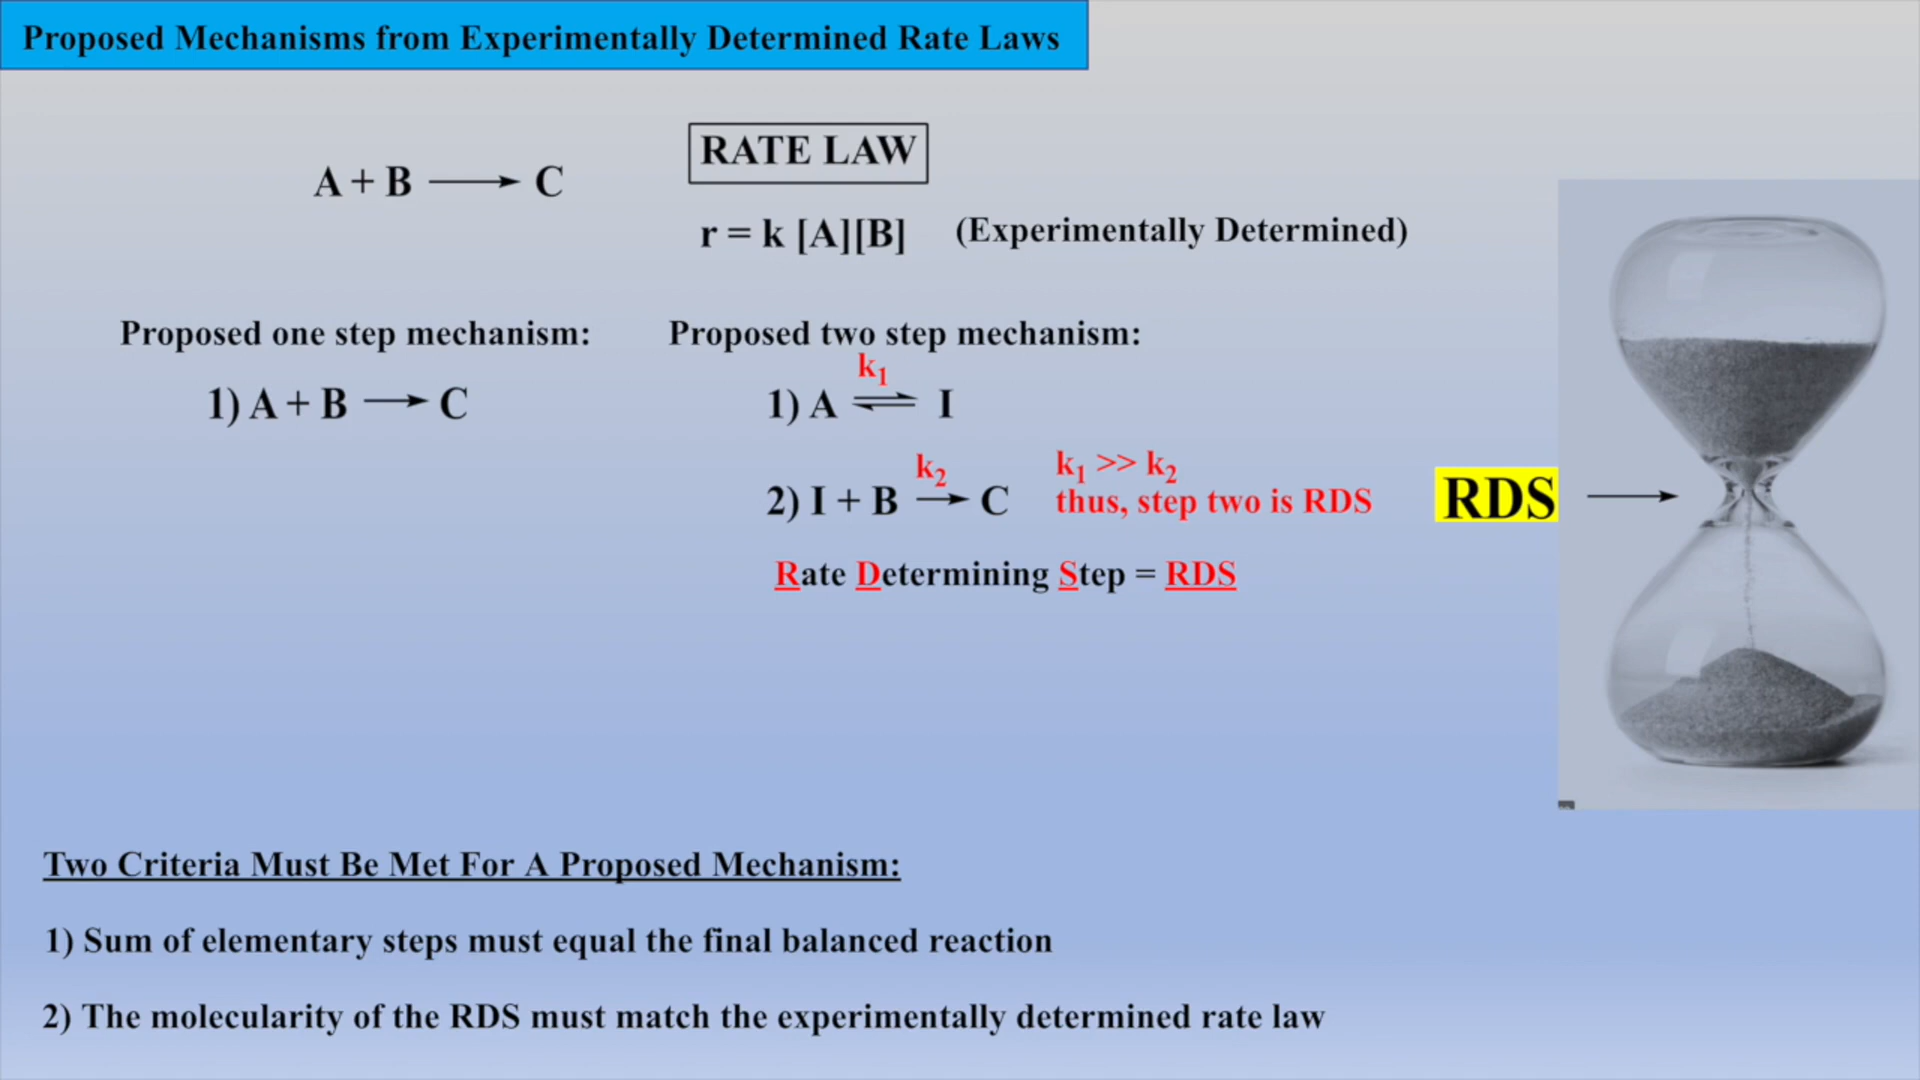 Proposed Mechanisms from Experimentally Determined Rate Laws
A + B ⟶ C
RATE LAW
r = k [A][B] (Experimentally Determined)
Proposed one step mechanism:
1) A + B ⟶ C
Proposed two step mechanism:
k₁
1) A ⇌ I
k₂
2) I + B → C
k₁ >> k₂
thus, step two is RDS
RDS
Rate Determining Step = RDS
Two Criteria Must Be Met For A Proposed Mechanism:
1) Sum of elementary steps must equal the final balanced reaction
2) The molecularity of the RDS must match the experimentally determined rate law